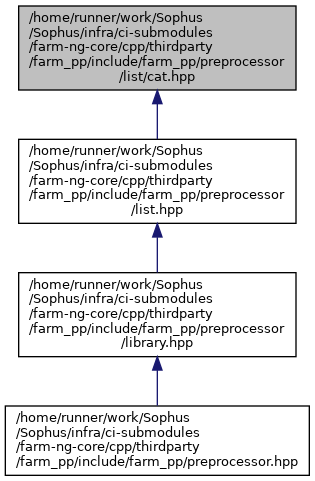 /home/runner/work/Sophus
/Sophus/infra/ci-submodules
/farm-ng-core/cpp/thirdparty
/farm_pp/include/farm_pp/preprocessor
/list/cat.hpp
/home/runner/work/Sophus
/Sophus/infra/ci-submodules
/farm-ng-core/cpp/thirdparty
/farm_pp/include/farm_pp/preprocessor
/list.hpp
/home/runner/work/Sophus
/Sophus/infra/ci-submodules
/farm-ng-core/cpp/thirdparty
/farm_pp/include/farm_pp/preprocessor
/library.hpp
/home/runner/work/Sophus
/Sophus/infra/ci-submodules
/farm-ng-core/cpp/thirdparty
/farm_pp/include/farm_pp/preprocessor.hpp